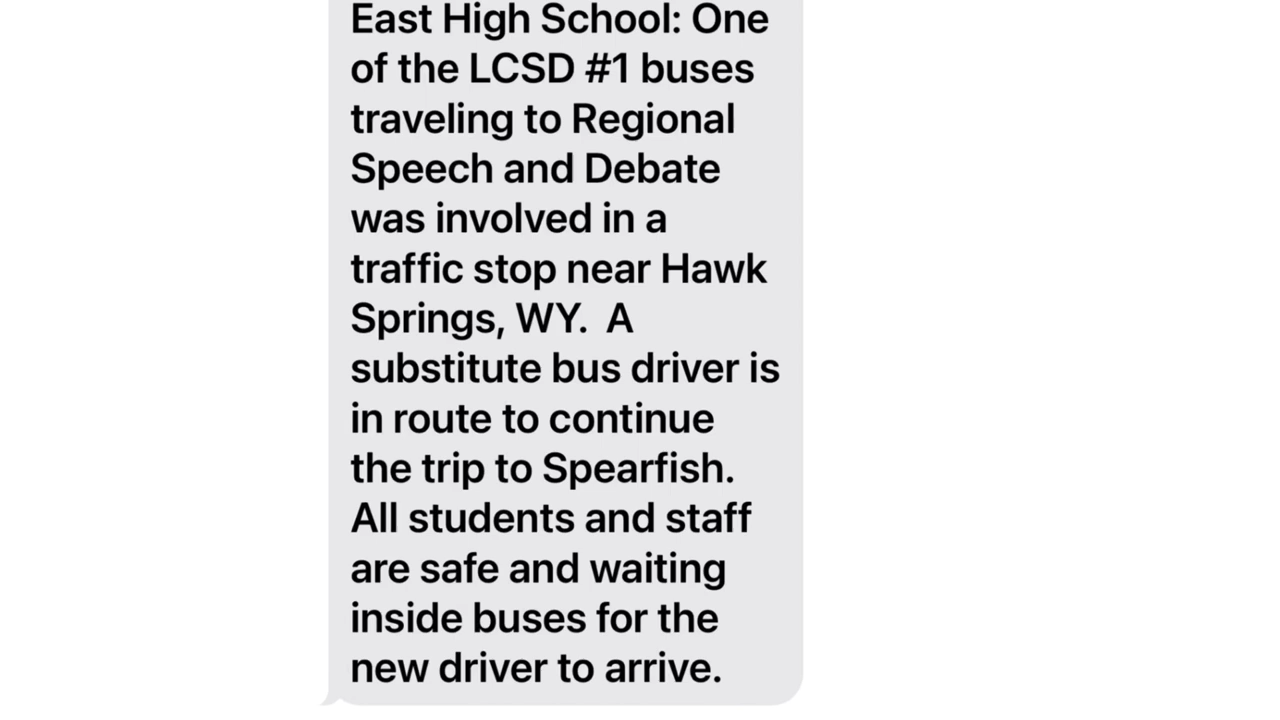 East High School: One
of the LCSD #1 buses
traveling to Regional
Speech and Debate
was involved in a
traffic stop near Hawk
Springs, WY.  A
substitute bus driver is
in route to continue
the trip to Spearfish.
All students and staff
are safe and waiting
inside buses for the
new driver to arrive.